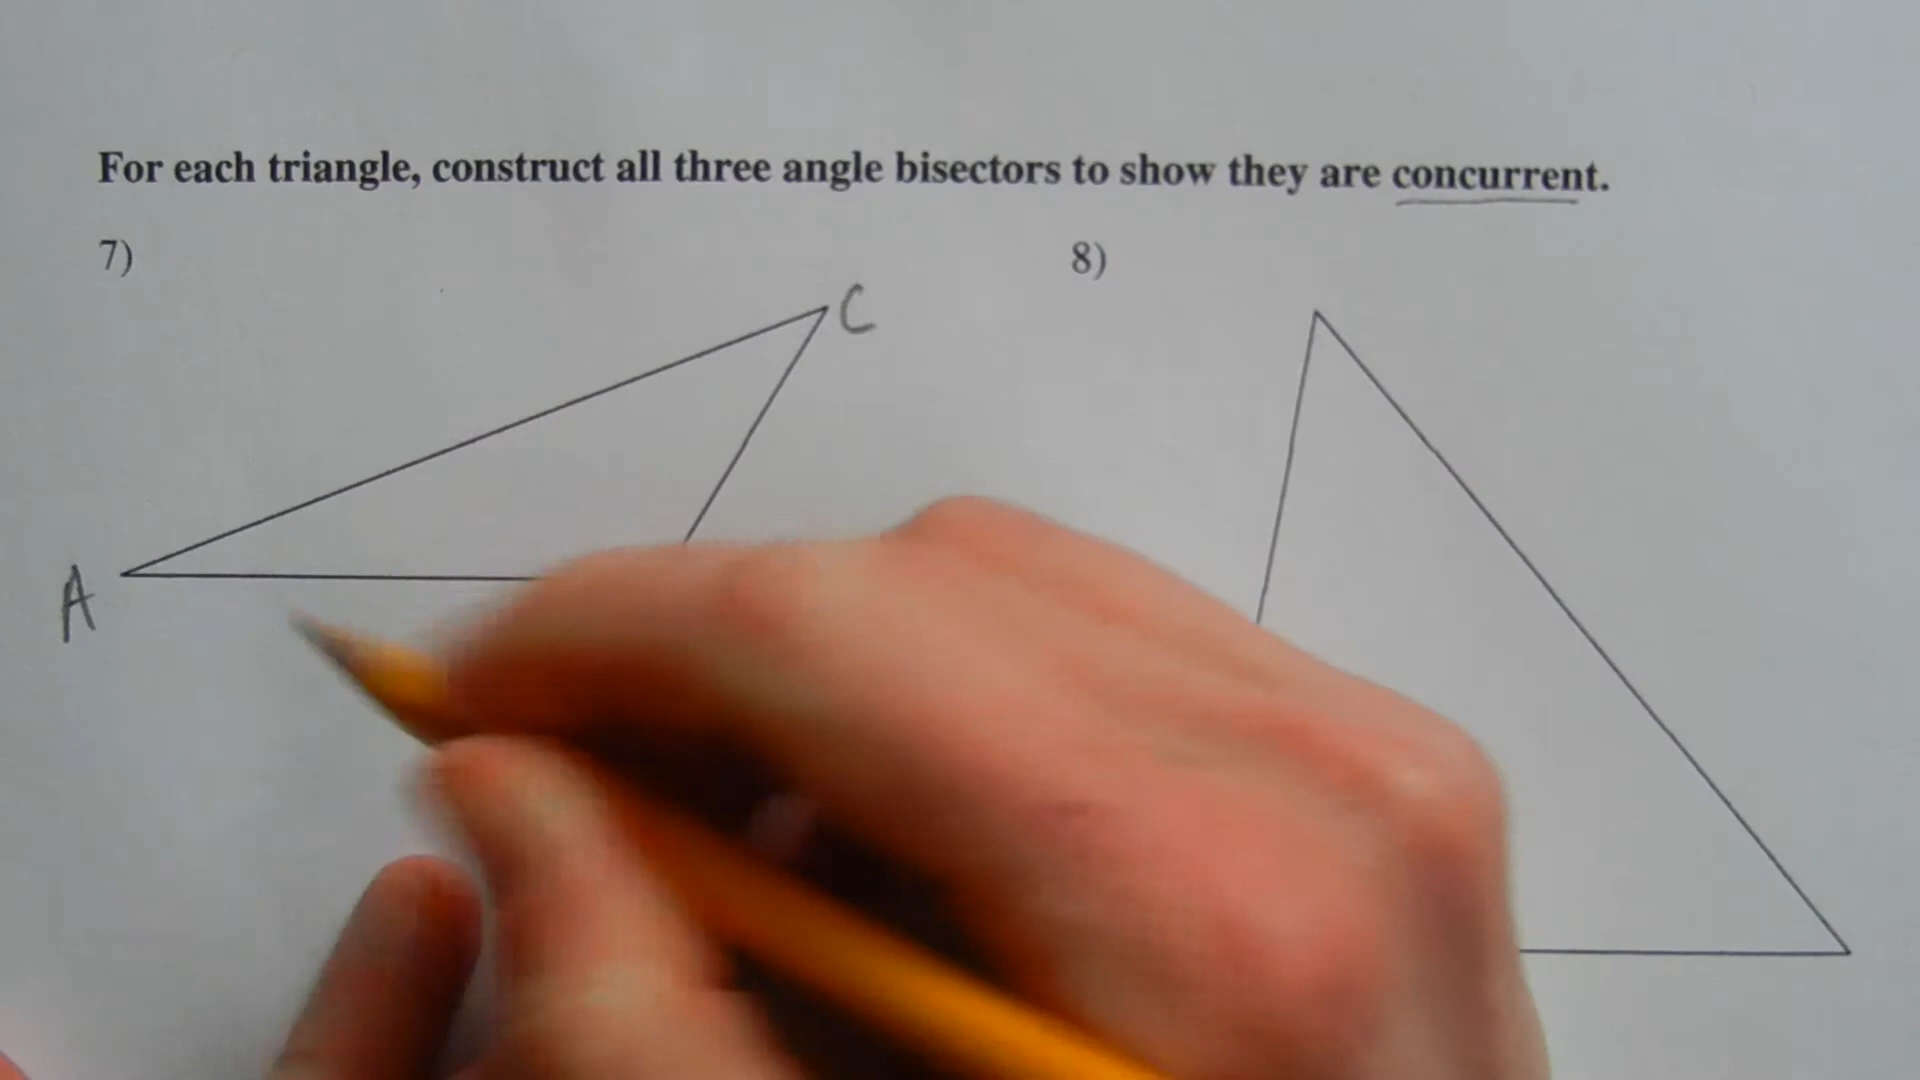 For each triangle, construct all three angle bisectors to show they are concurrent.
7) 8)
C
A